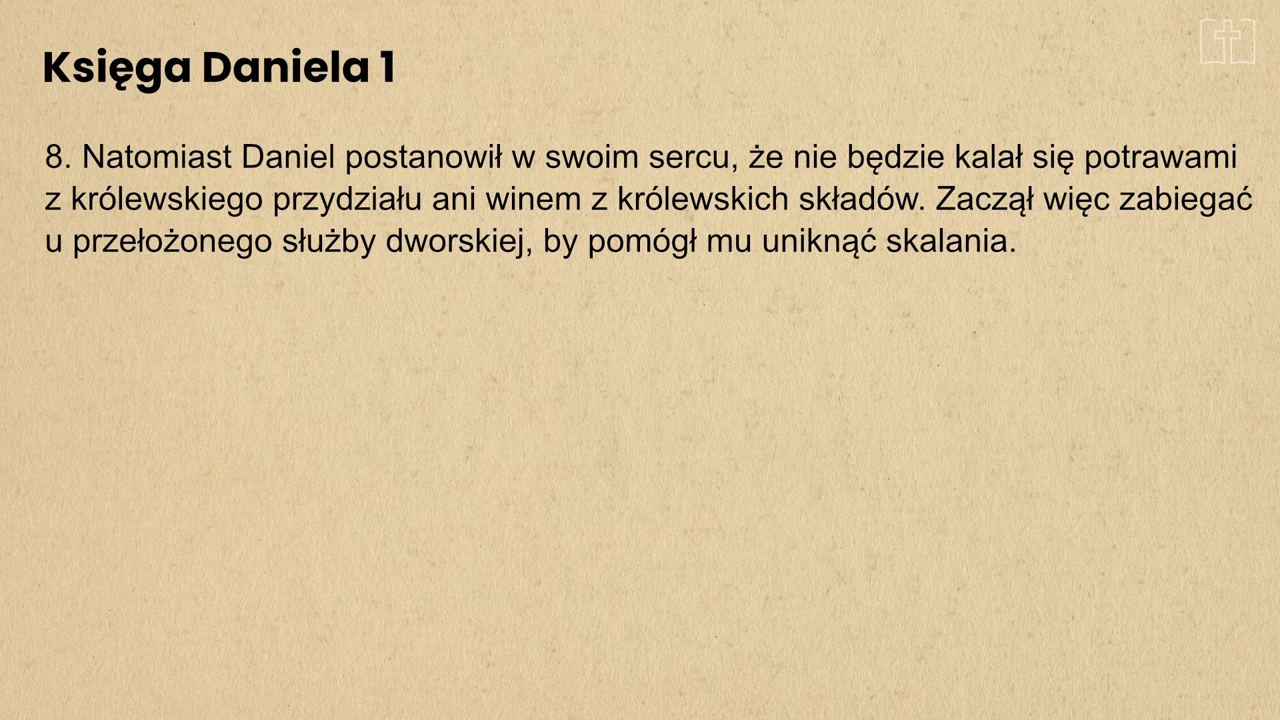 Księga Daniela 1
8. Natomiast Daniel postanowił w swoim sercu, że nie będzie kalał się potrawami
z królewskiego przydziału ani winem z królewskich składów. Zaczął więc zabiegać
u przełożonego służby dworskiej, by pomógł mu uniknąć skalania.